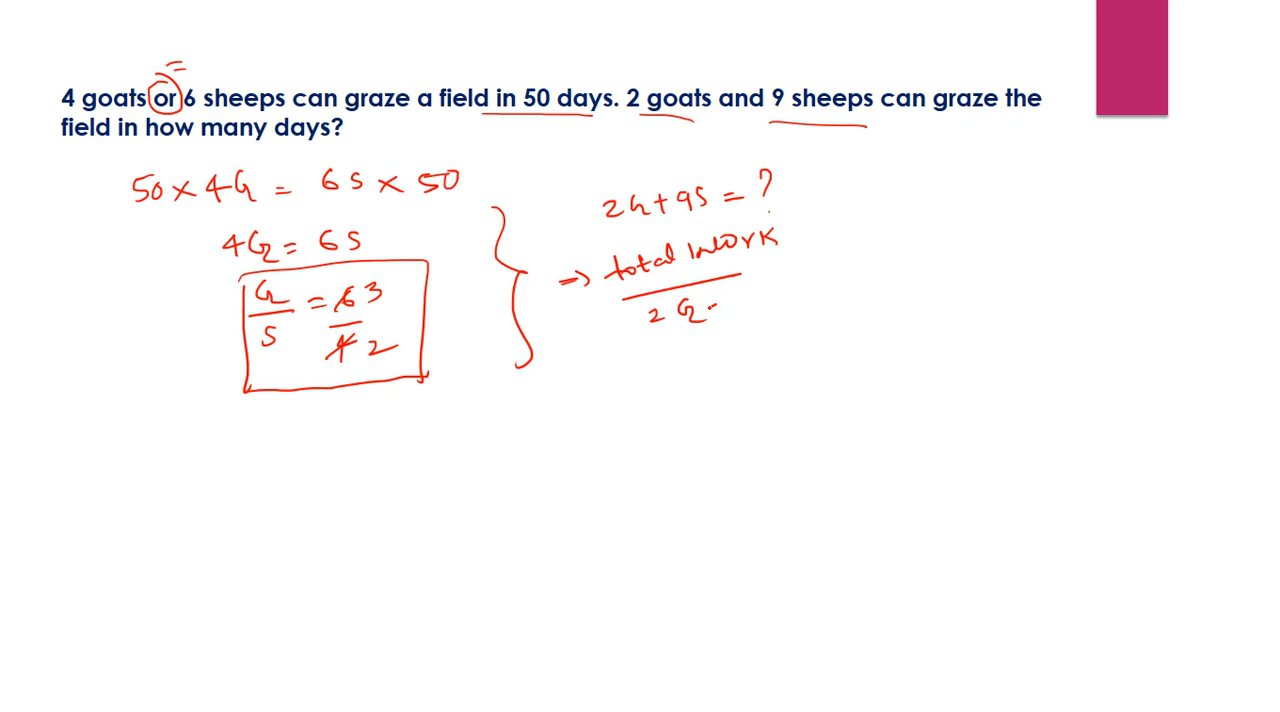 4 goats or 6 sheeps can graze a field in 50 days. 2 goats and 9 sheeps can graze the
field in how many days?
50 × 4G = 6S × 50
4G = 6S
G/S = 6 3/4 2
2G + 9S = ?
⇒ total work
2G